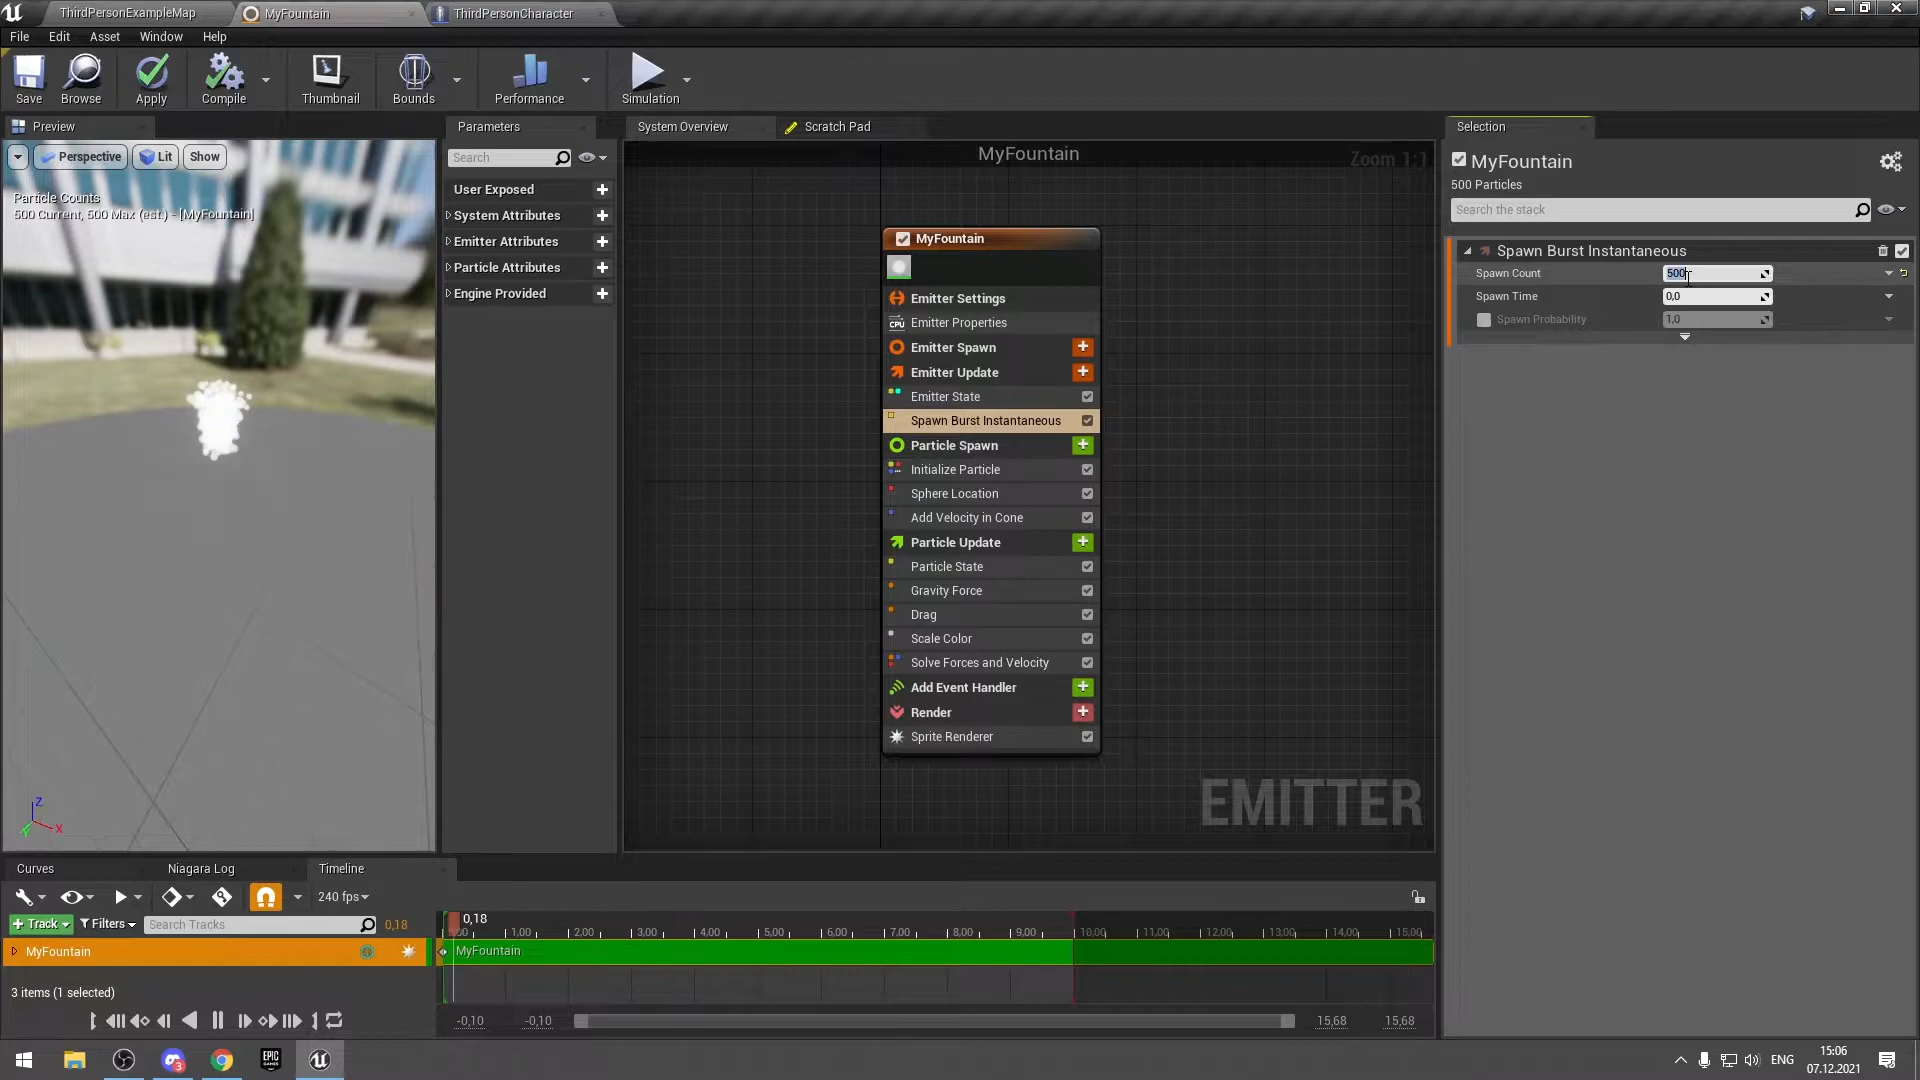 ThirdPersonExampleMap
MyFountain
ThirdPersonCharacter
File
Edit
Asset
Window
Help
Save
Browse
Apply
Compile
Thumbnail
Bounds
Performance
Simulation
Preview
Parameters
System Overview
Scratch Pad
Selection
Perspective
Lit
Show
Search
MyFountain
Zoom 1:1
MyFountain
500 Particles
Particle Counts
500 Current, 500 Max (est.) - [MyFountain]
User Exposed
System Attributes
Emitter Attributes
Particle Attributes
Engine Provided
Search the stack
Spawn Burst Instantaneous
Spawn Count
500
Spawn Time
0,0
Spawn Probability
1,0
MyFountain
Emitter Settings
CPU
Emitter Properties
Emitter Spawn
Emitter Update
Emitter State
Spawn Burst Instantaneous
Particle Spawn
Initialize Particle
Sphere Location
Add Velocity in Cone
Particle Update
Particle State
Gravity Force
Drag
Scale Color
Solve Forces and Velocity
Add Event Handler
Render
Sprite Renderer
EMITTER
Z
X
Y
Curves
Niagara Log
Timeline
240 fps
Track
Filters
Search Tracks
0,18
0,18
1,00
2,00
3,00
4,00
5,00
6,00
7,00
8,00
9,00
10,00
11,00
12,00
13,00
14,00
15,00
MyFountain
MyFountain
3 items (1 selected)
-0,10
-0,10
15,68
15,68
3
EPIC
GAMES
ENG
15:06
07.12.2021